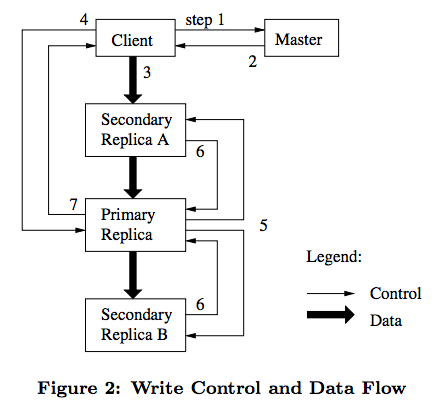 4
step 1
Client
Master
2
3
Secondary
Replica A
6
7
Primary
Replica
5
Legend:
6
Control
Secondary
Replica B
Data
Figure 2: Write Control and Data Flow